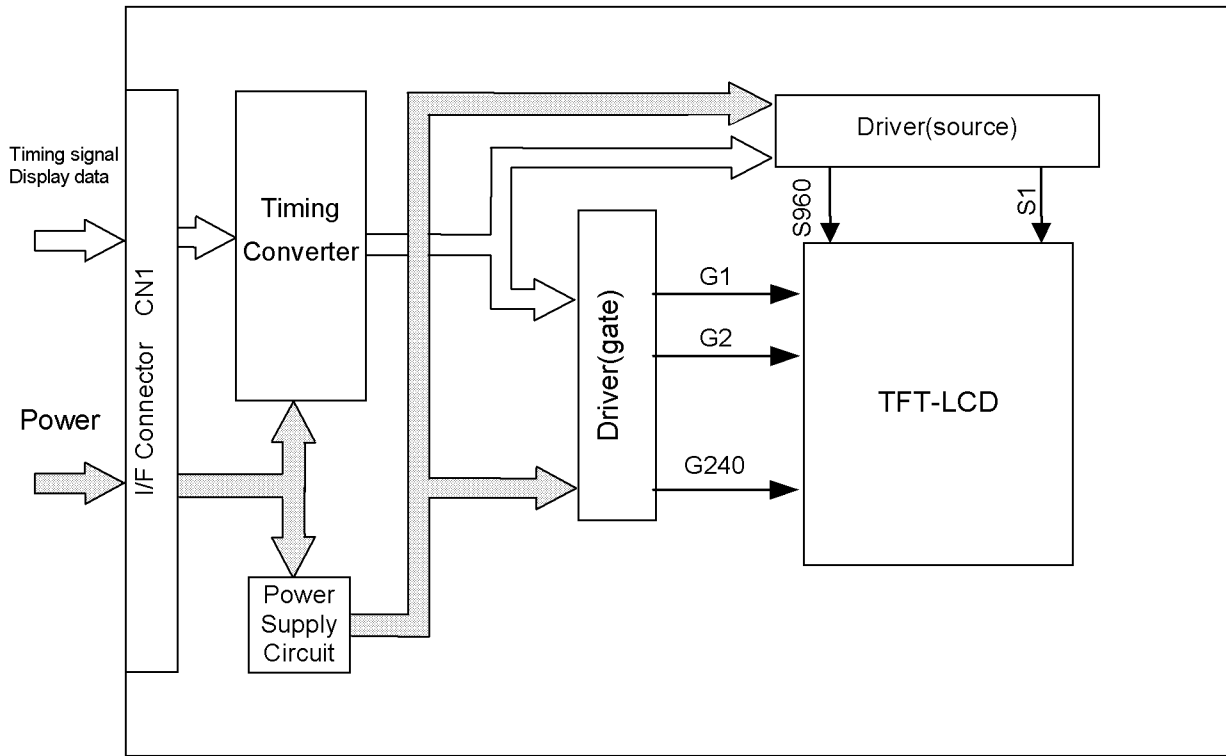 Timing signal
Display data
Power
I/F Connector CN1
Timing
Converter
Power
Supply
Circuit
Driver(source)
S960
S1
Driver(gate)
G1
G2
G240
TFT-LCD